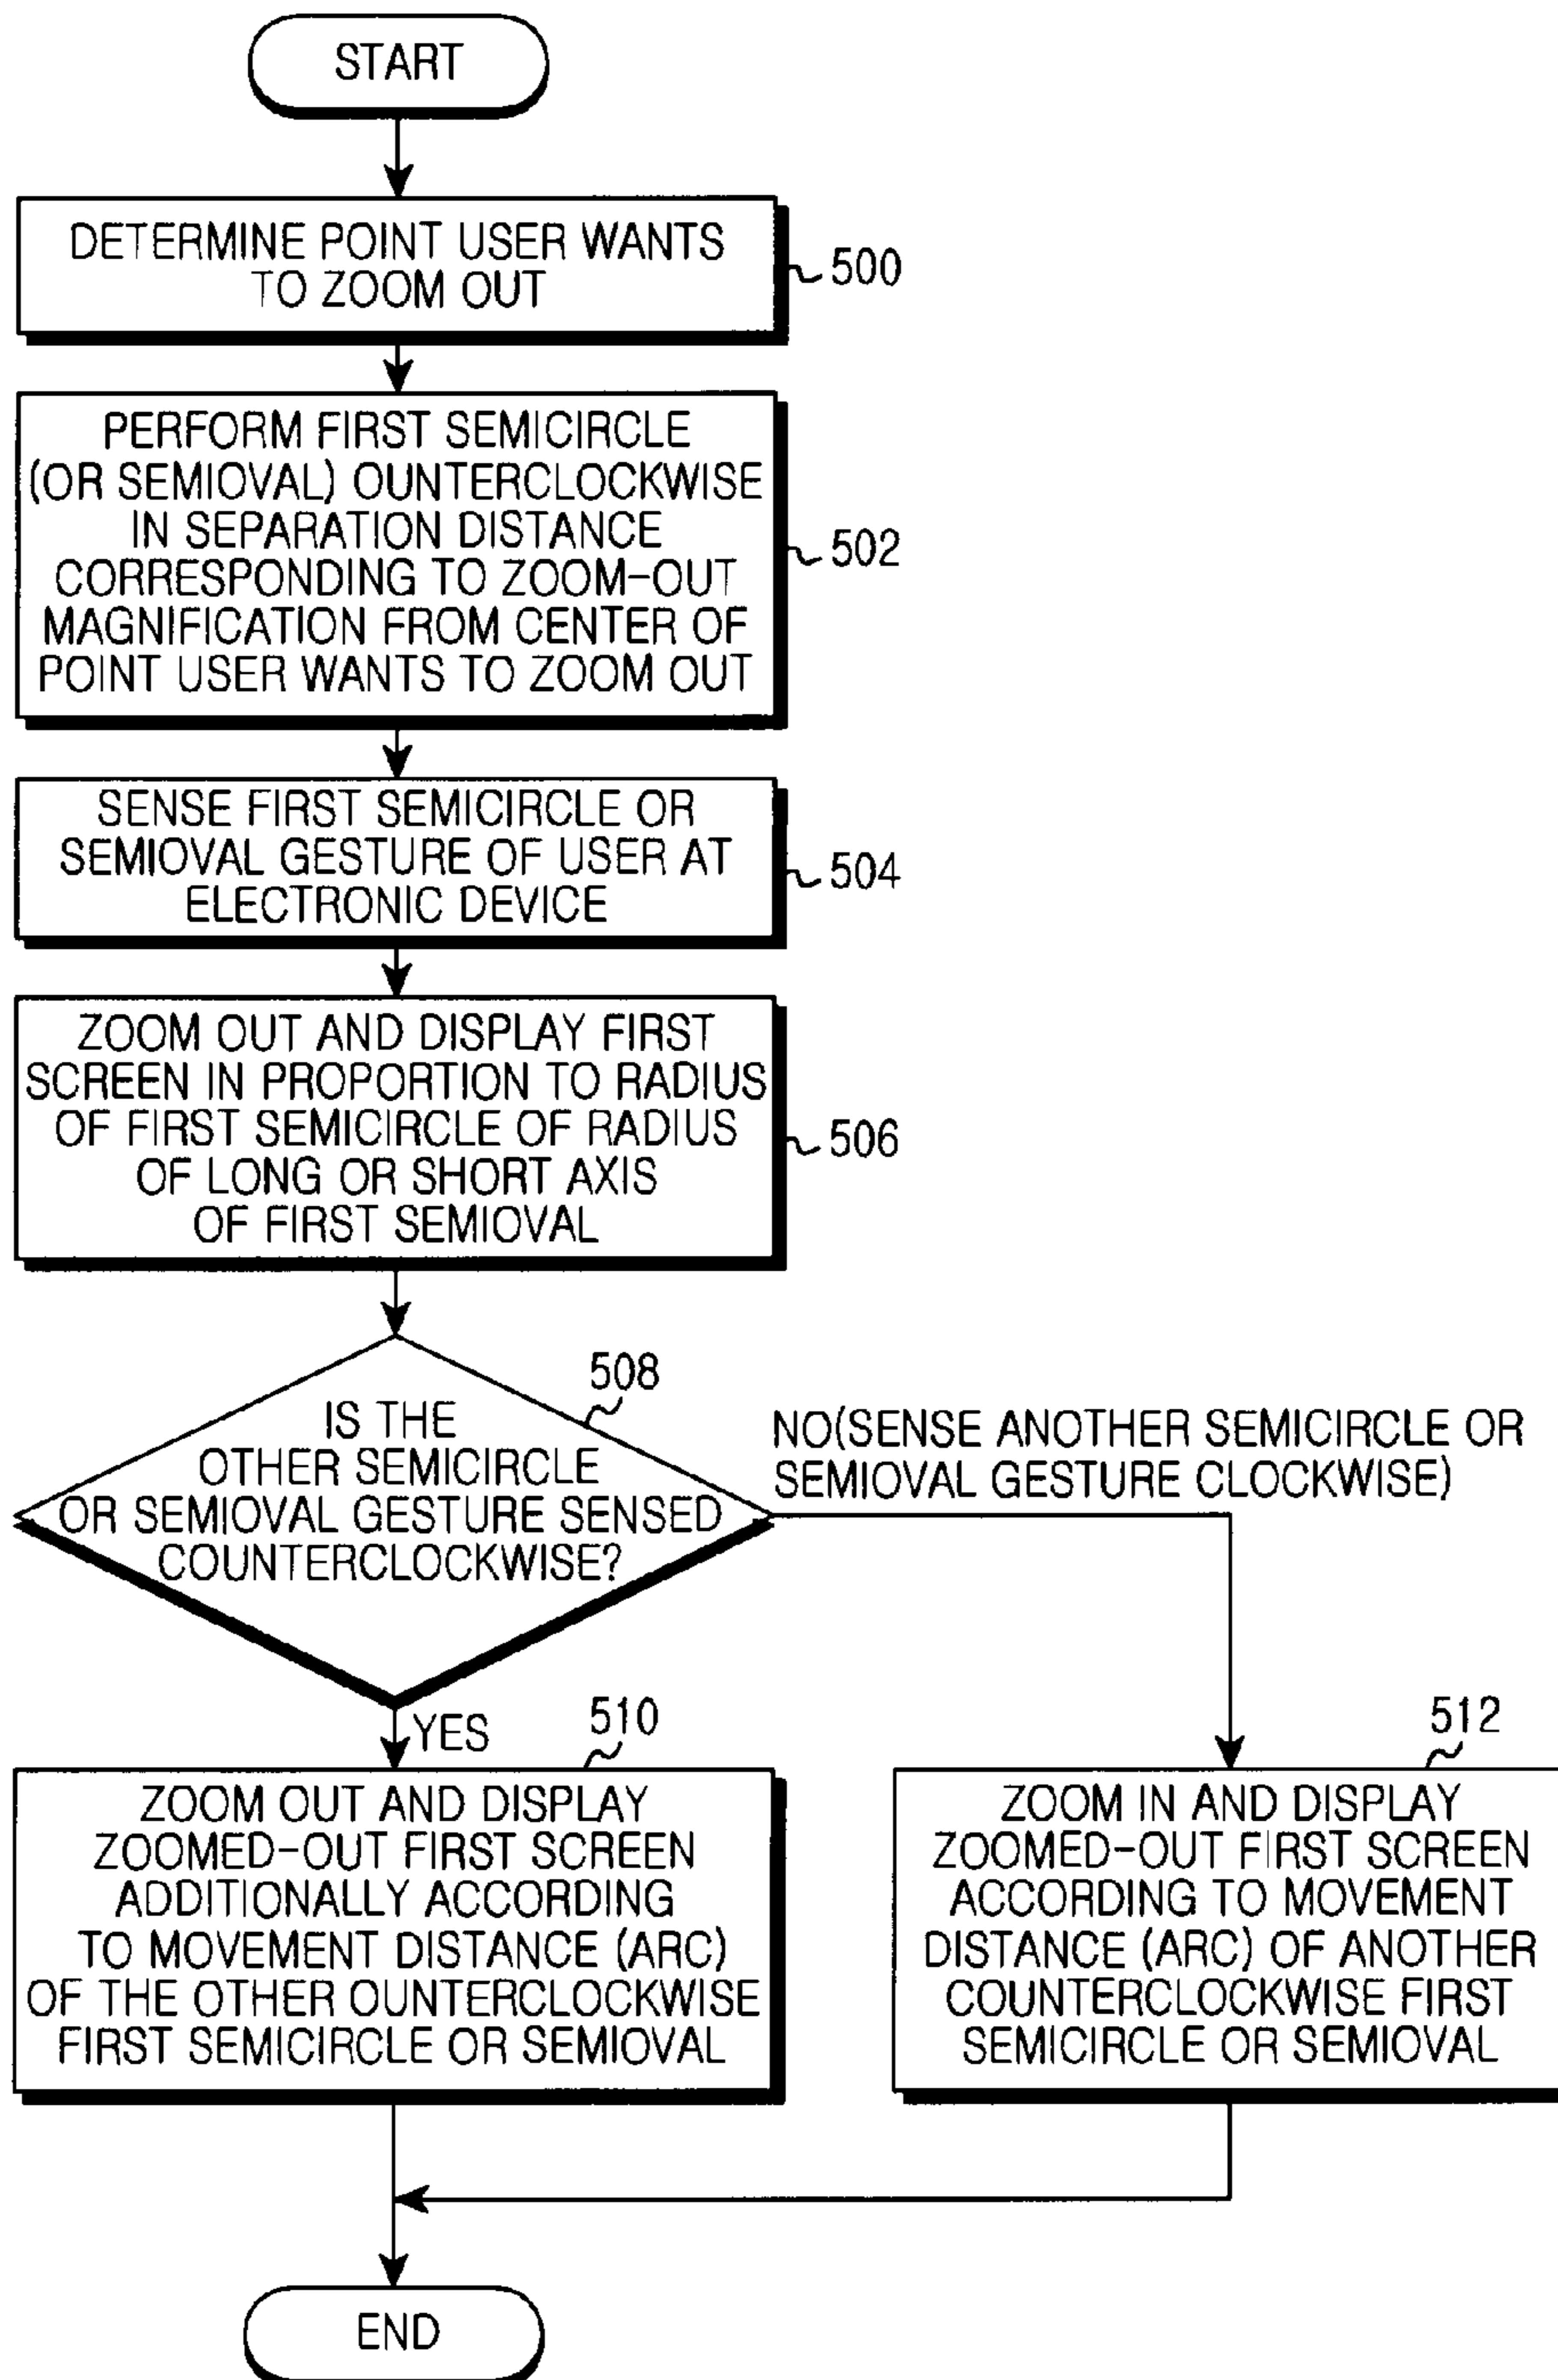 START
DETERMINE POINT USER WANTS
TO ZOOM OUT
500
PERFORM FIRST SEMICIRCLE
(OR SEMIOVAL) OUNTERCLOCKWISE
IN SEPARATION DISTANCE
CORRESPONDING TO ZOOM-OUT
MAGNIFICATION FROM CENTER OF
POINT USER WANTS TO ZOOM OUT
502
SENSE FIRST SEMICIRCLE OR
SEMIOVAL GESTURE OF USER AT
ELECTRONIC DEVICE
504
ZOOM OUT AND DISPLAY FIRST
SCREEN IN PROPORTION TO RADIUS
OF FIRST SEMICIRCLE OF RADIUS
OF LONG OR SHORT AXIS
OF FIRST SEMIOVAL
506
508
IS THE
OTHER SEMICIRCLE
OR SEMIOVAL GESTURE SENSED
COUNTERCLOCKWISE?
NO(SENSE ANOTHER SEMICIRCLE OR
SEMIOVAL GESTURE CLOCKWISE)
YES
510
ZOOM OUT AND DISPLAY
ZOOMED-OUT FIRST SCREEN
ADDITIONALLY ACCORDING
TO MOVEMENT DISTANCE (ARC)
OF THE OTHER OUNTERCLOCKWISE
FIRST SEMICIRCLE OR SEMIOVAL
512
ZOOM IN AND DISPLAY
ZOOMED-OUT FIRST SCREEN
ACCORDING TO MOVEMENT
DISTANCE (ARC) OF ANOTHER
COUNTERCLOCKWISE FIRST
SEMICIRCLE OR SEMIOVAL
END